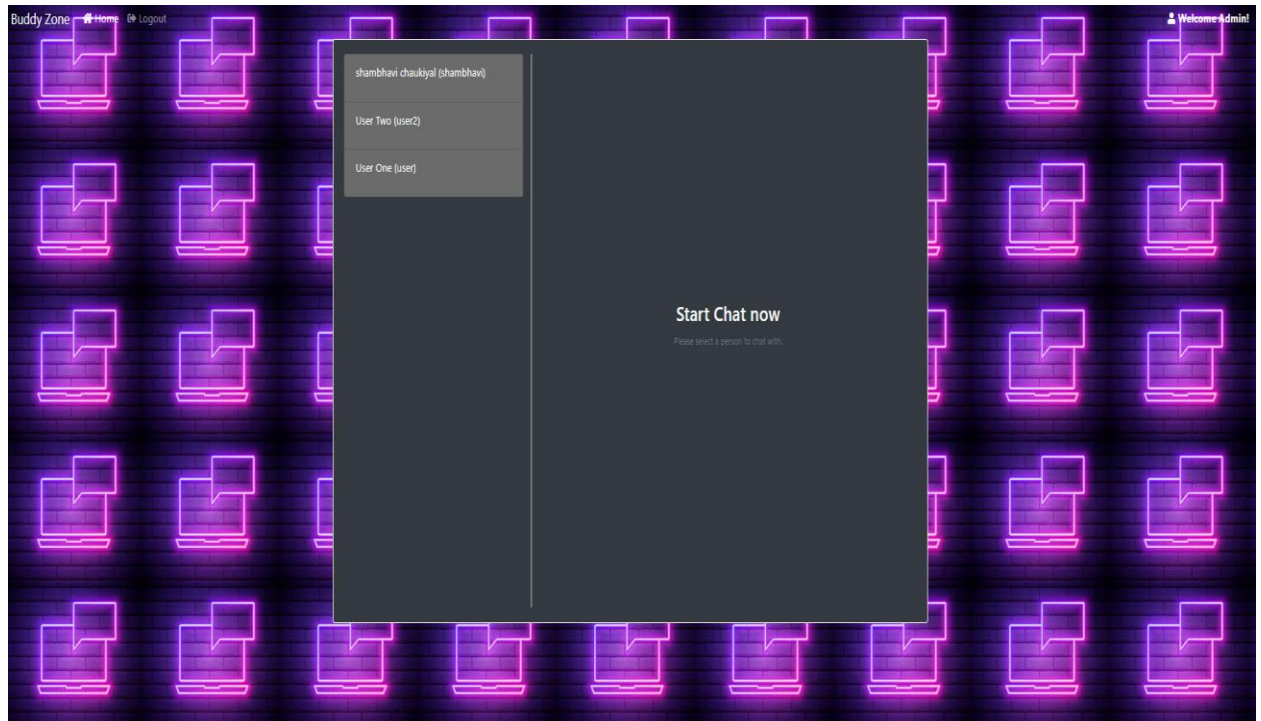 Buddy Zone Home Logout Welcome Admin!
shambhavi chaukiyal (shambhavi)
User Two (user2)
User One (user)
Start Chat now
Please select a person to chat with.